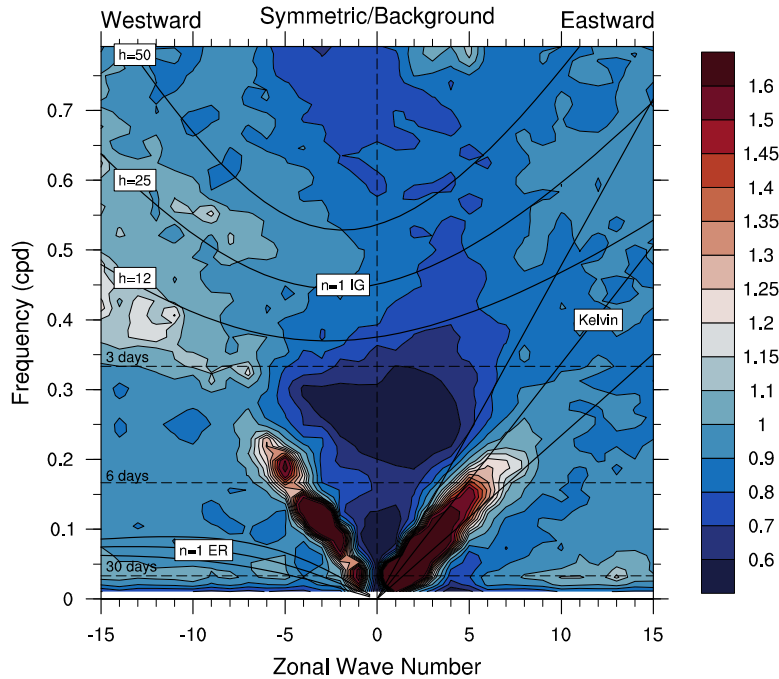 Westward Symmetric/Background Eastward
h=50
h=25
h=12
n=1 IG
Kelvin
3 days
6 days
n=1 ER
30 days
Frequency (cpd)
0.7
0.6
0.5
0.4
0.3
0.2
0.1
0
-15 -10 -5 0 5 10 15
Zonal Wave Number
1.6
1.5
1.45
1.4
1.35
1.3
1.25
1.2
1.15
1.1
1
0.9
0.8
0.7
0.6